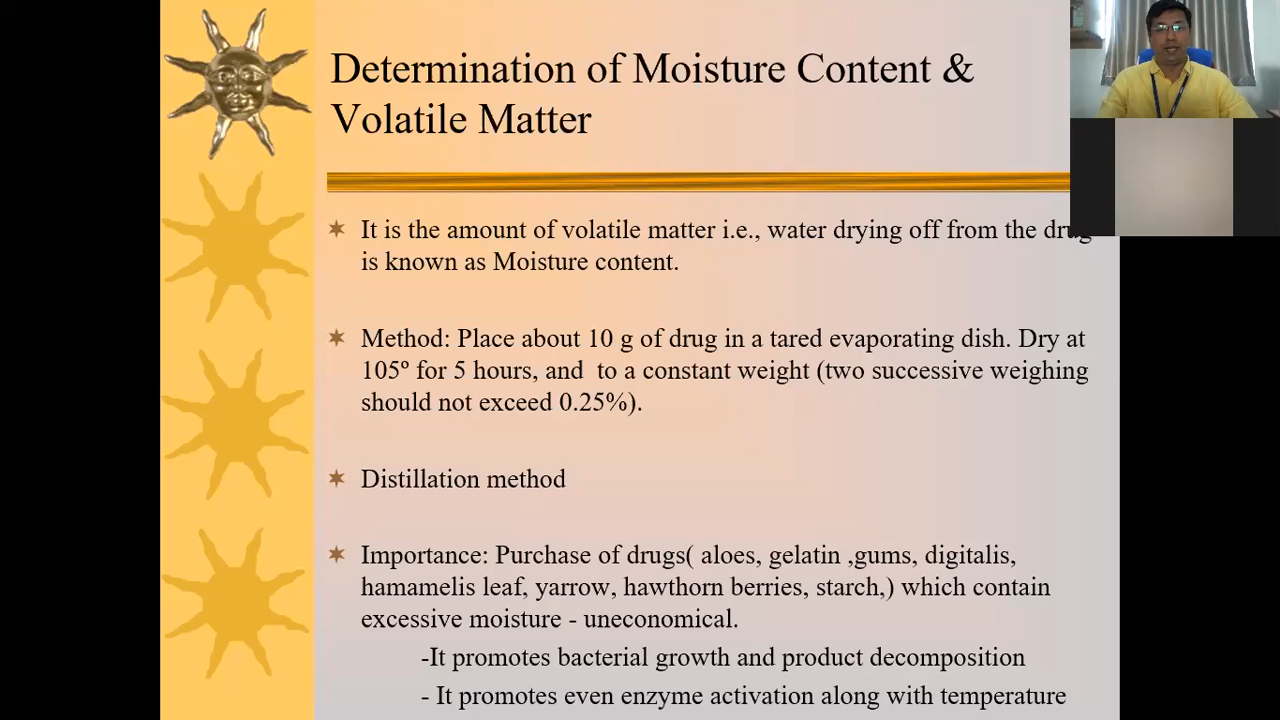 Determination of Moisture Content &
Volatile Matter
It is the amount of volatile matter i.e., water drying off from the drug
is known as Moisture content.
Method: Place about 10 g of drug in a tared evaporating dish. Dry at
105º for 5 hours, and  to a constant weight (two successive weighing
should not exceed 0.25%).
Distillation method
Importance: Purchase of drugs( aloes, gelatin ,gums, digitalis,
hamamelis leaf, yarrow, hawthorn berries, starch,) which contain
excessive moisture - uneconomical.
-It promotes bacterial growth and product decomposition
- It promotes even enzyme activation along with temperature